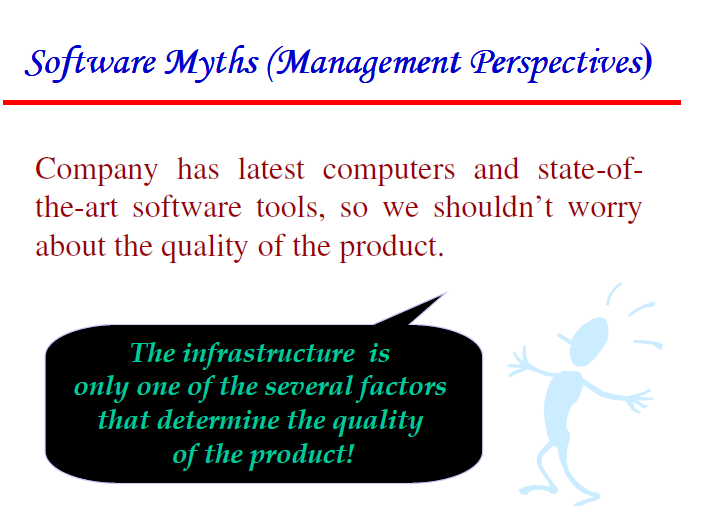 Software Myths (Management Perspectives)
Company has latest computers and state-of-
the-art software tools, so we shouldn't worry
about the quality of the product.
The infrastructure is
only one of the several factors
that determine the quality
of the product!